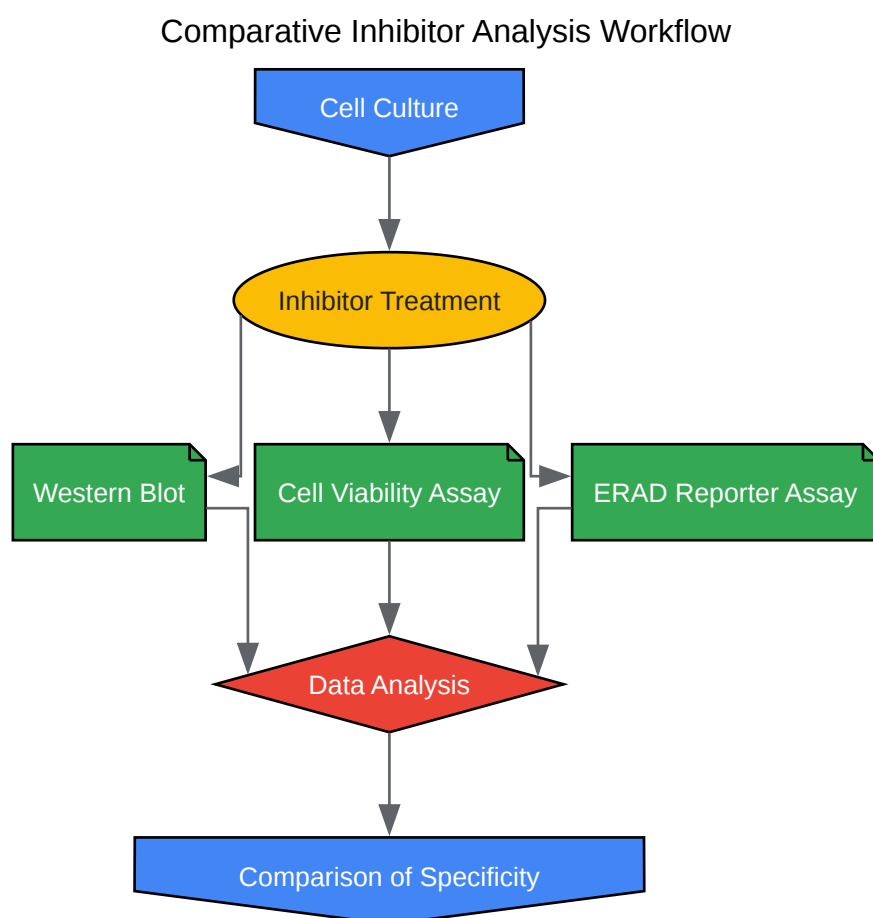 Comparative Inhibitor Analysis Workflow
Cell Culture
Inhibitor Treatment
Western Blot
Cell Viability Assay
ERAD Reporter Assay
Data Analysis
Comparison of Specificity